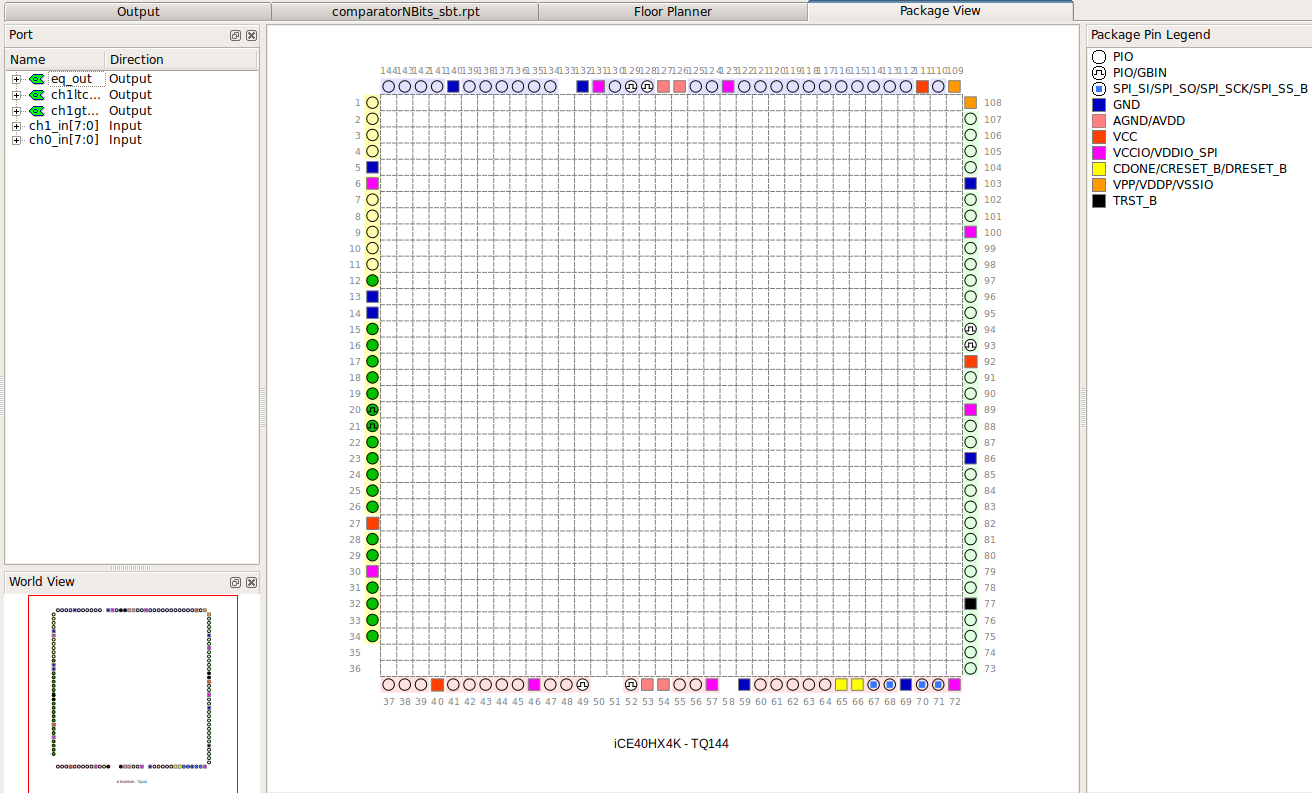 Output
comparatorNBits_sbt.rpt
Floor Planner
Package View
Port
Name Direction
eq_out Output
ch1ltc... Output
ch1gt... Output
ch1_in[7:0] Input
ch0_in[7:0] Input
World View
144 143 142 141 140 139 138 137 136 135 134 133 132 131 130 129 128 127 126 125 124 123 122 121 120 119 118 117 116 115 114 113 112 111 110 109
1 108
2 107
3 106
4 105
5 104
6 103
7 102
8 101
9 100
10 99
11 98
12 97
13 96
14 95
15 94
16 93
17 92
18 91
19 90
20 89
21 88
22 87
23 86
24 85
25 84
26 83
27 82
28 81
29 80
30 79
31 78
32 77
33 76
34 75
35 74
36 73
37 38 39 40 41 42 43 44 45 46 47 48 49 50 51 52 53 54 55 56 57 58 59 60 61 62 63 64 65 66 67 68 69 70 71 72
iCE40HX4K - TQ144
Package Pin Legend
PIO
PIO/GBIN
SPI_SI/SPI_SO/SPI_SCK/SPI_SS_B
GND
AGND/AVDD
VCC
VCCIO/VDDIO_SPI
CDONE/CRESET_B/DRESET_B
VPP/VDDP/VSSIO
TRST_B